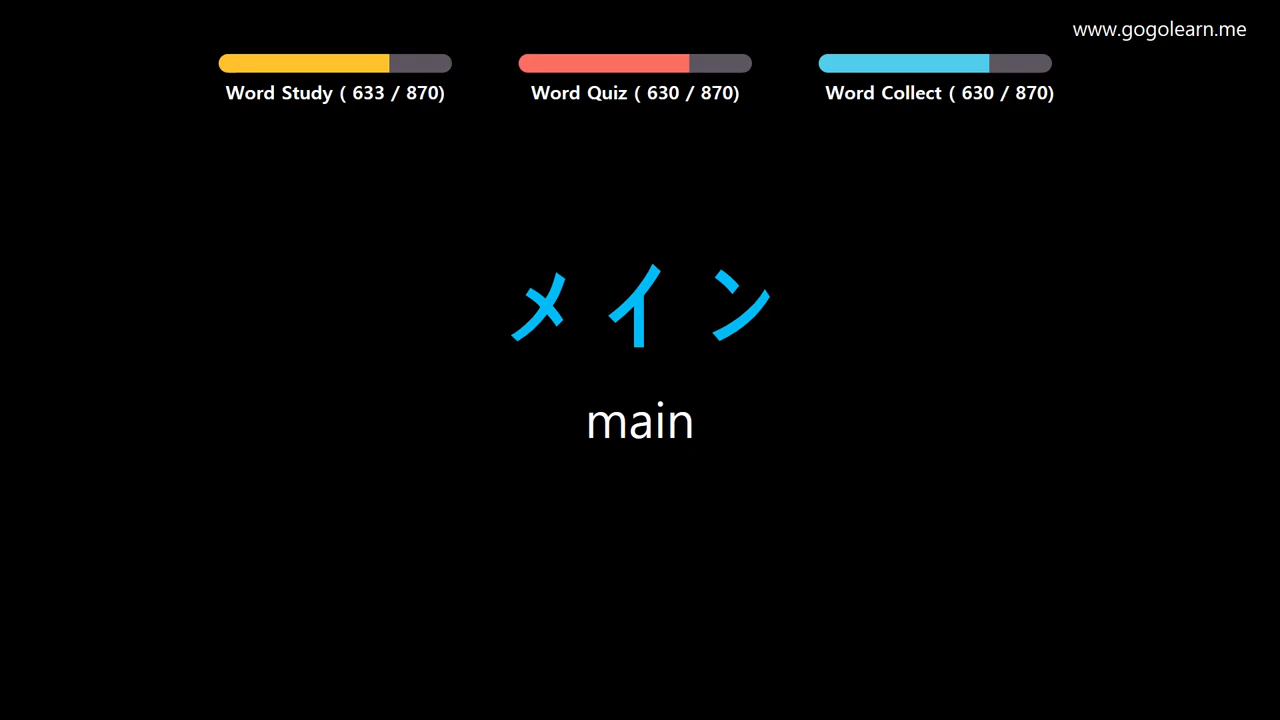 www.gogolearn.me
Word Study ( 633 / 870)
Word Quiz ( 630 / 870)
Word Collect ( 630 / 870)
メイン
main